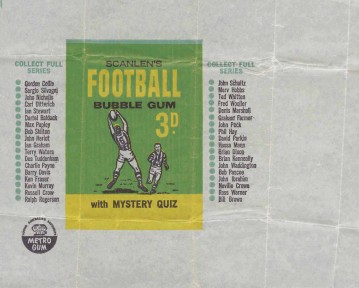 COLLECT FULL
SERIES
Gordon Collis
Sergio Silvagni
John Nicholls
Carl Ditterich
Ian Stewart
Darrel Baldock
Max Papley
Bob Skilton
John Heriot
Ian Graham
Terry Waters
Des Tuddenham
Charlie Payne
Barry Davis
Ken Fraser
Kevin Murray
Russell Crow
Ralph Rogerson
METRO
GUM
SCANLEN'S
FOOTBALL
BUBBLE GUM
3D.
with MYSTERY QUIZ
COLLECT FULL
SERIES
John Schultz
Merv Hobbs
Ted Whitten
Fred Wooller
Denis Marshall
Graham Farmer
John Peck
Phil Hay
David Parkin
Hassa Mann
Brian Dixon
Brian Kenneally
John Waddington
Bob Pascoe
John Ibrahim
Neville Crowe
Ross Warner
Bill Brown